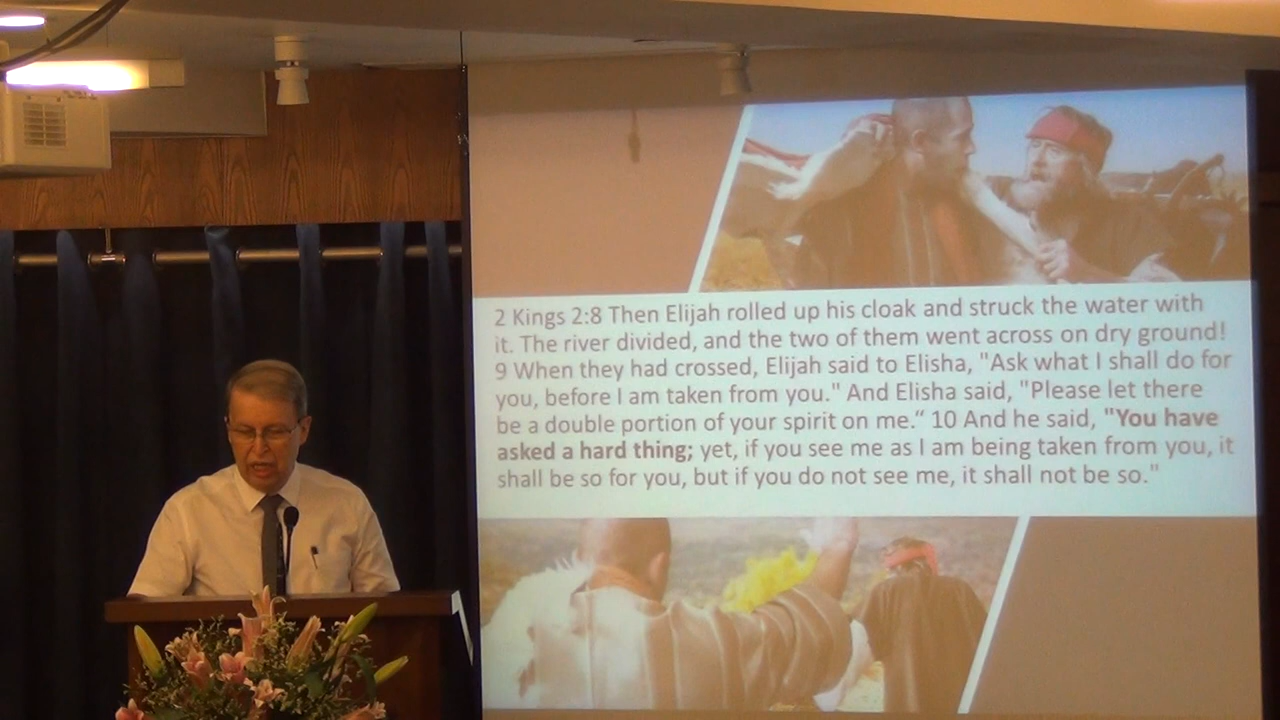 2 Kings 2:8 Then Elijah rolled up his cloak and struck the water with
it. The river divided, and the two of them went across on dry ground!
9 When they had crossed, Elijah said to Elisha, "Ask what I shall do for
you, before I am taken from you." And Elisha said, "Please let there
be a double portion of your spirit on me.“ 10 And he said, "You have
asked a hard thing; yet, if you see me as I am being taken from you, it
shall be so for you, but if you do not see me, it shall not be so."